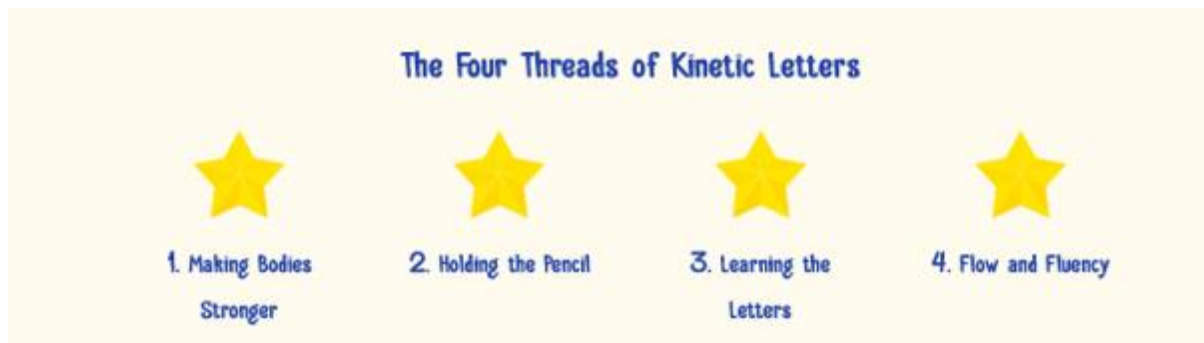 The Four Threads of Kinetic Letters
1. Making Bodies
Stronger
2. Holding the Pencil
3. Learning the
Letters
4. Flow and Fluency